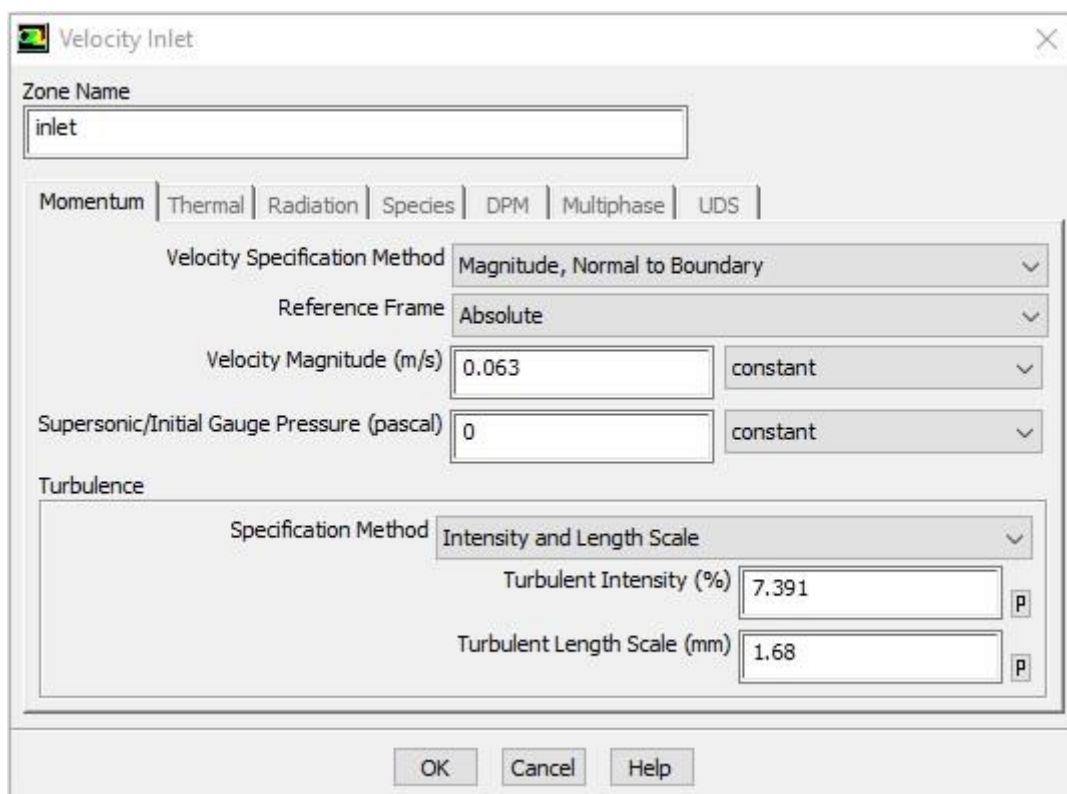 Velocity Inlet
Zone Name
inlet
Momentum Thermal Radiation Species DPM Multiphase UDS
Velocity Specification Method Magnitude, Normal to Boundary
Reference Frame Absolute
Velocity Magnitude (m/s) 0.063 constant
Supersonic/Initial Gauge Pressure (pascal) 0 constant
Turbulence
Specification Method Intensity and Length Scale
Turbulent Intensity (%) 7.391 P
Turbulent Length Scale (mm) 1.68 P
OK Cancel Help